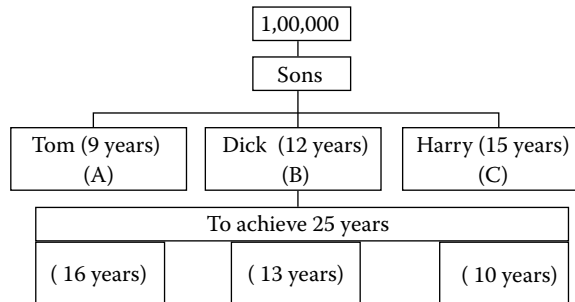 1,00,000
Sons
Tom (9 years)
(A)
Dick (12 years)
(B)
Harry (15 years)
(C)
To achieve 25 years
( 16 years)
( 13 years)
( 10 years)